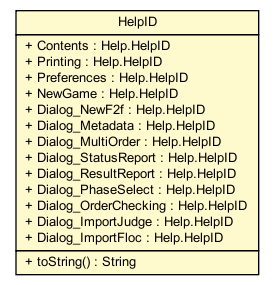 HelpID
+ Contents : Help.HelpID
+ Printing : Help.HelpID
+ Preferences : Help.HelpID
+ NewGame : Help.HelpID
+ Dialog_NewF2f : Help.HelpID
+ Dialog_Metadata : Help.HelpID
+ Dialog_MultiOrder : Help.HelpID
+ Dialog_StatusReport : Help.HelpID
+ Dialog_ResultReport : Help.HelpID
+ Dialog_PhaseSelect : Help.HelpID
+ Dialog_OrderChecking : Help.HelpID
+ Dialog_ImportJudge : Help.HelpID
+ Dialog_ImportFloc : Help.HelpID
+ toString() : String